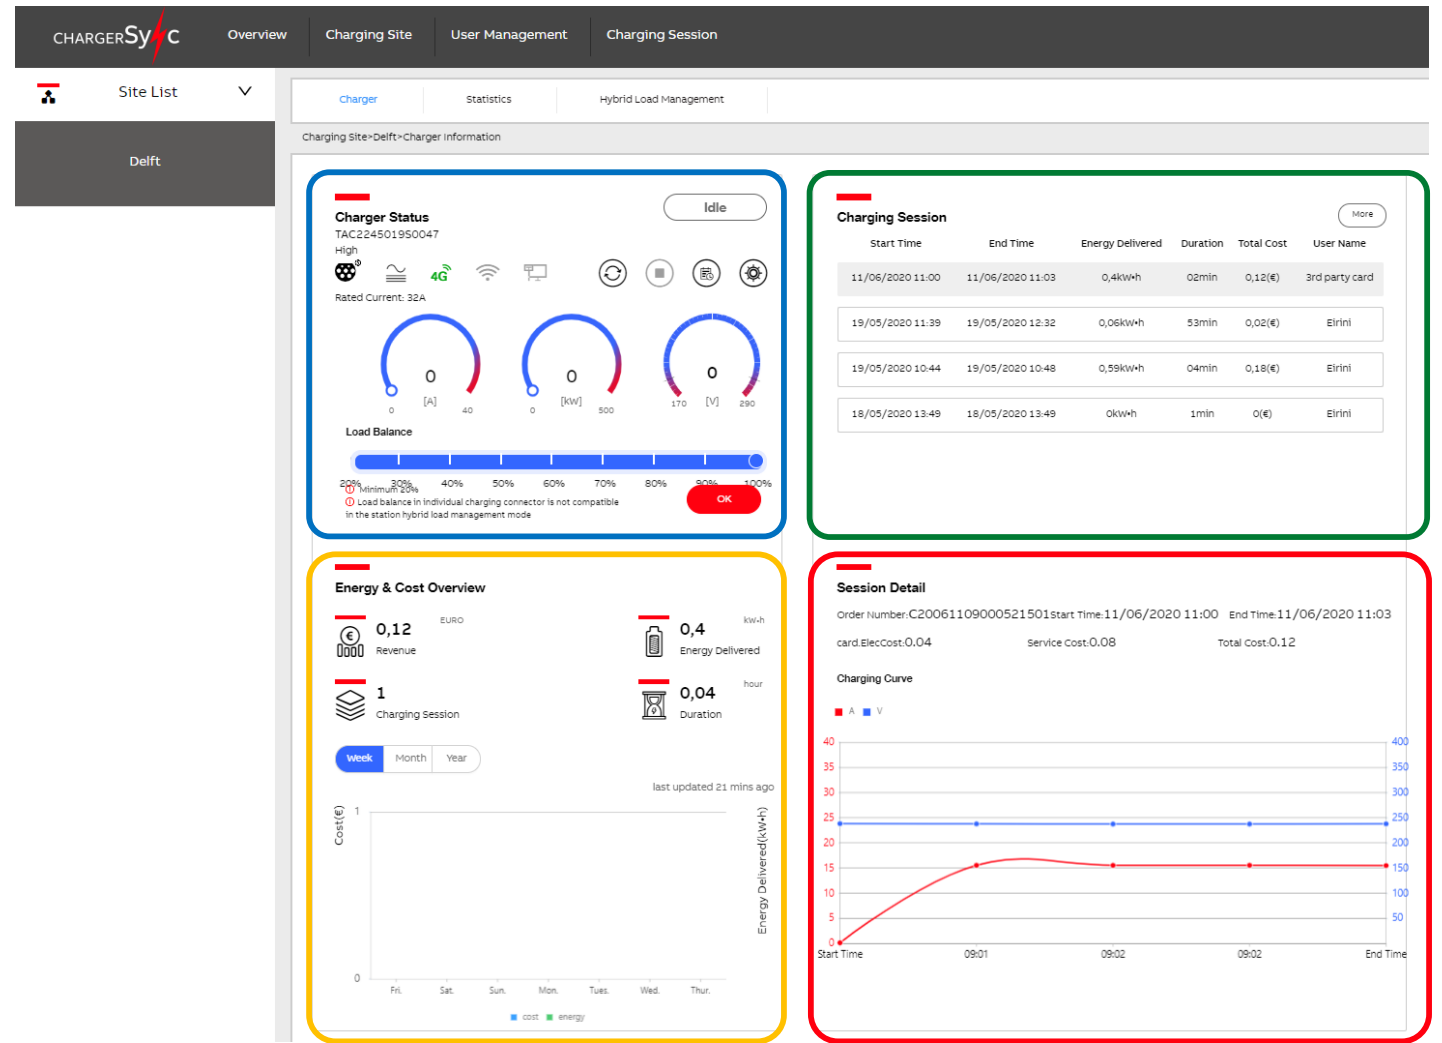 CHARGERSync
Overview
Charging Site
User Management
Charging Session
Site List
Delft
Charger
Statistics
Hybrid Load Management
Charging Site>Delft>Charger Information
Charger Status
Idle
TAC2245019S0047
High
4G
Rated Current: 32A
0
[A]
0 40
0
[kW]
0 500
0
[V]
170 290
Load Balance
20% 30% 40% 50% 60% 70% 80% 90% 100%
Minimum 20%
Load balance in individual charging connector is not compatible
in the station hybrid load management mode
OK
Charging Session
More
Start Time End Time Energy Delivered Duration Total Cost User Name
11/06/2020 11:00 11/06/2020 11:03 0,4kW•h 02min 0,12(€) 3rd party card
19/05/2020 11:39 19/05/2020 12:32 0,06kW•h 53min 0,02(€) Eirini
19/05/2020 10:44 19/05/2020 10:48 0,59kW•h 04min 0,18(€) Eirini
18/05/2020 13:49 18/05/2020 13:49 0kW•h 1min 0(€) Eirini
Energy & Cost Overview
0,12 EURO
Revenue
0,4 kW•h
Energy Delivered
1
Charging Session
0,04 hour
Duration
Week Month Year
last updated 21 mins ago
Cost(€)
1
0
Energy Delivered(kW•h)
Fri. Sat. Sun. Mon. Tues. Wed. Thur.
cost energy
Session Detail
Order Number:C20061109000521501Start Time:11/06/2020 11:00 End Time:11/06/2020 11:03
card.ElecCost:0.04 Service Cost:0.08 Total Cost:0.12
Charging Curve
A V
40 400
35 350
30 300
25 250
20 200
15 150
10 100
5 50
0
Start Time 09:01 09:02 09:02 End Time